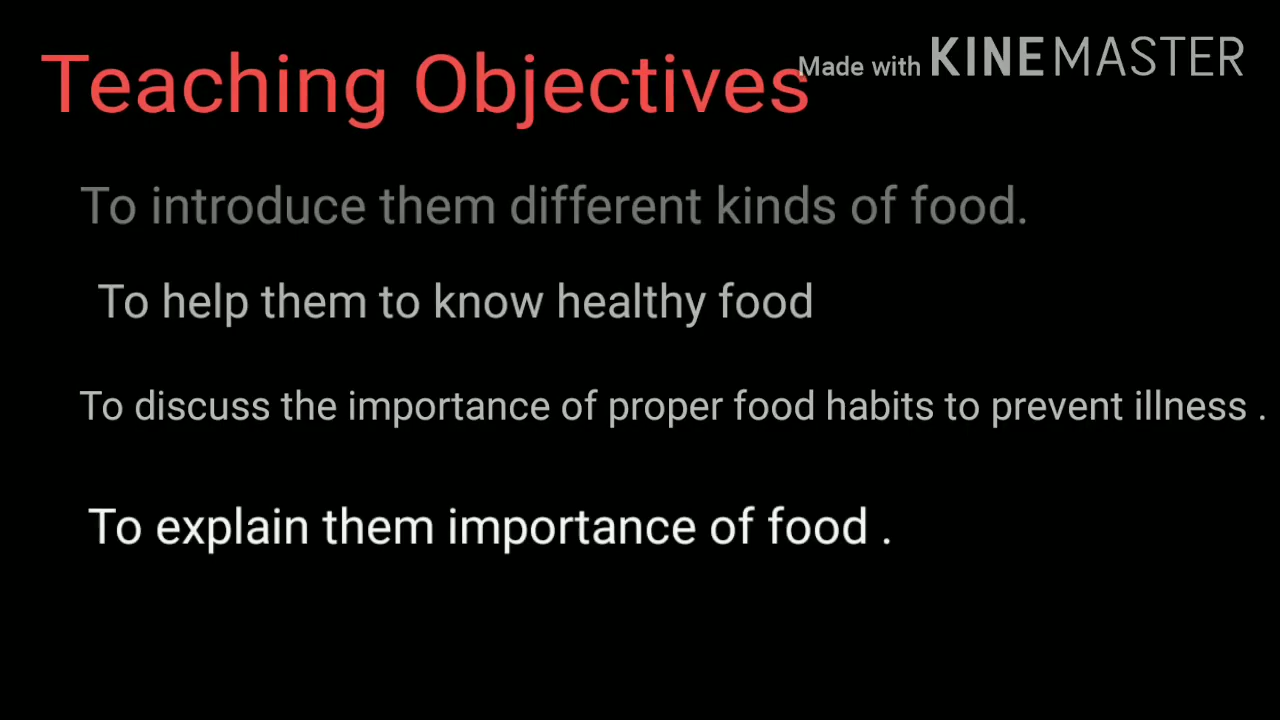 Teaching Objectives
Made with KINEMASTER
To introduce them different kinds of food.
To help them to know healthy food
To discuss the importance of proper food habits to prevent illness .
To explain them importance of food .